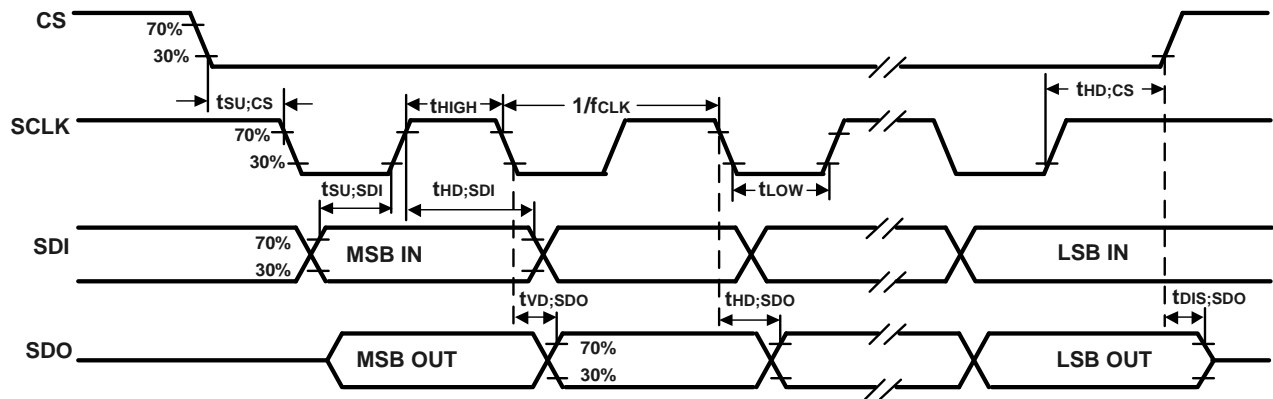 CS
70%
30%
tSU;CS
tHIGH
1/fCLK
tHD;CS
SCLK
70%
30%
tSU;SDI
tHD;SDI
tLOW
SDI
70%
30%
MSB IN
LSB IN
tVD;SDO
tHD;SDO
tDIS;SDO
SDO
MSB OUT
70%
30%
LSB OUT